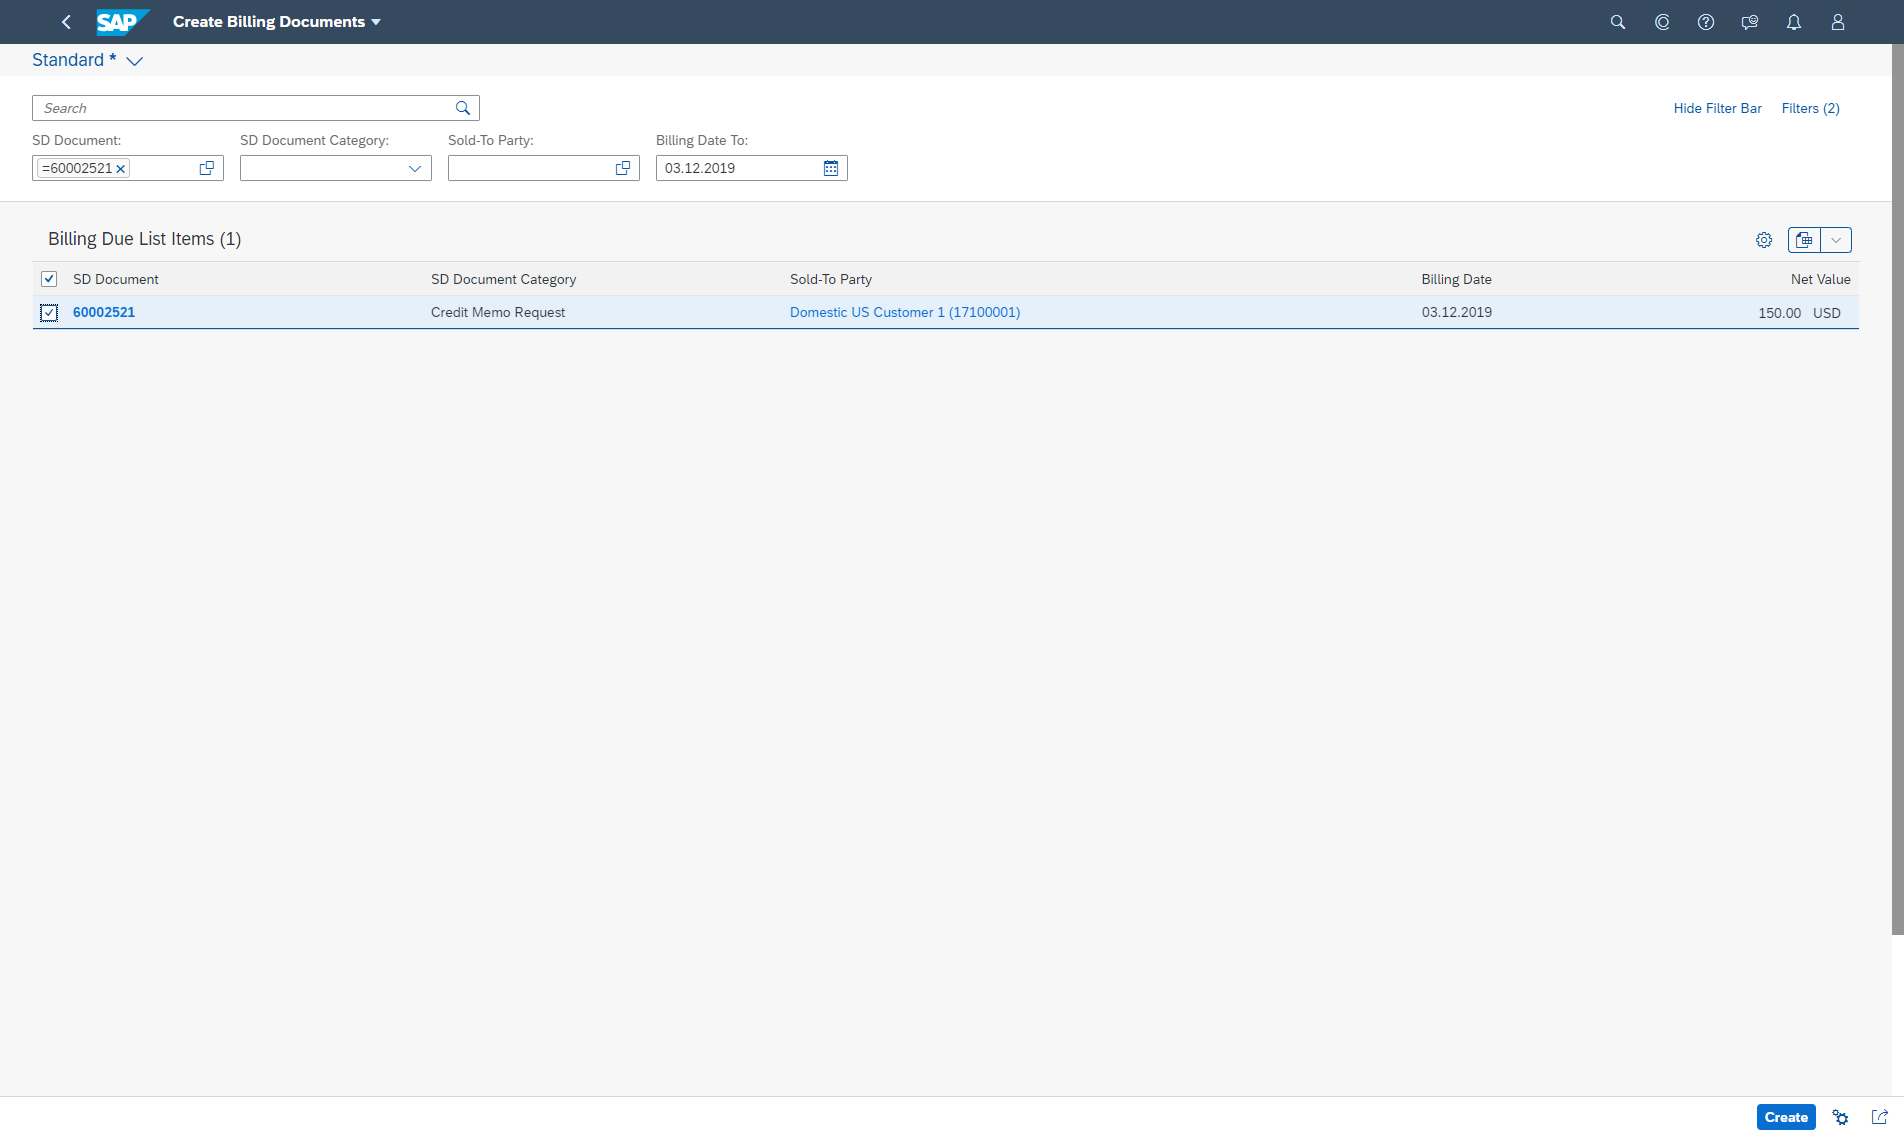 SAP Create Billing Documents
Standard *
Search
Hide Filter Bar Filters (2)
SD Document: SD Document Category: Sold-To Party: Billing Date To:
=60002521 03.12.2019
Billing Due List Items (1)
SD Document SD Document Category Sold-To Party Billing Date Net Value
60002521 Credit Memo Request Domestic US Customer 1 (17100001) 03.12.2019 150.00 USD
Create